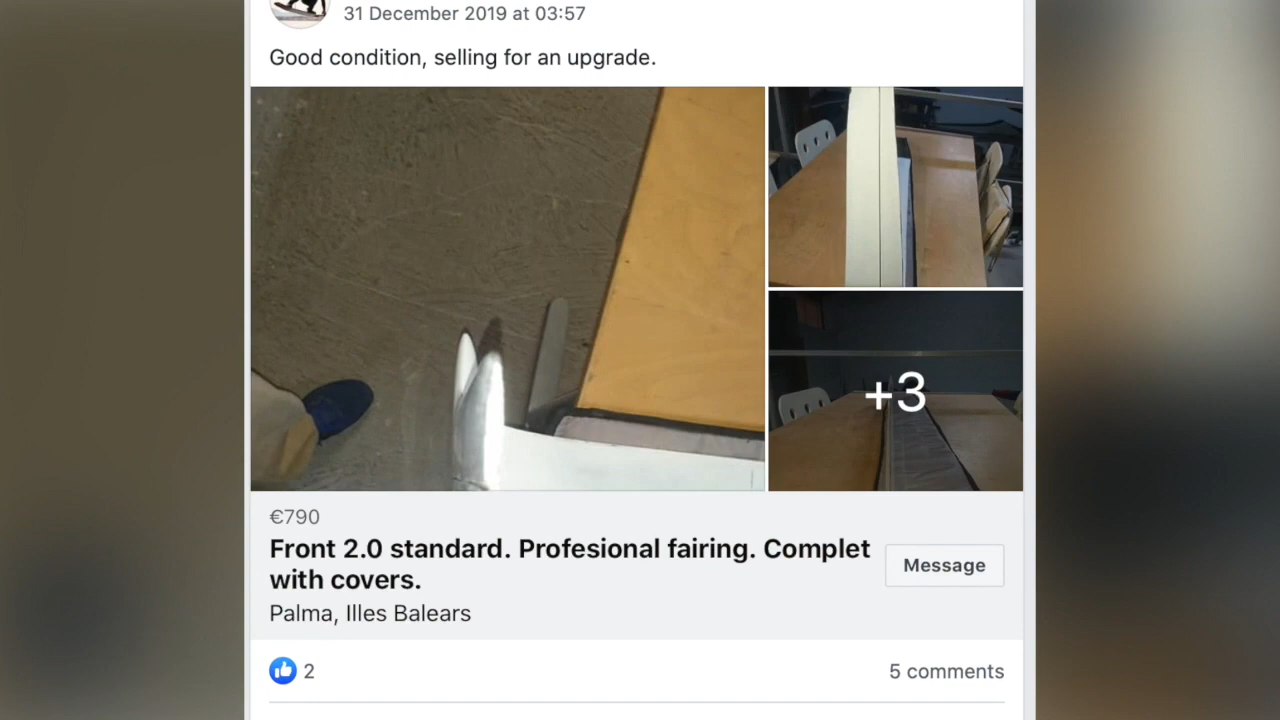 31 December 2019 at 03:57
Good condition, selling for an upgrade.
+3
€790
Front 2.0 standard. Profesional fairing. Complet
with covers.
Message
Palma, Illes Balears
2
5 comments